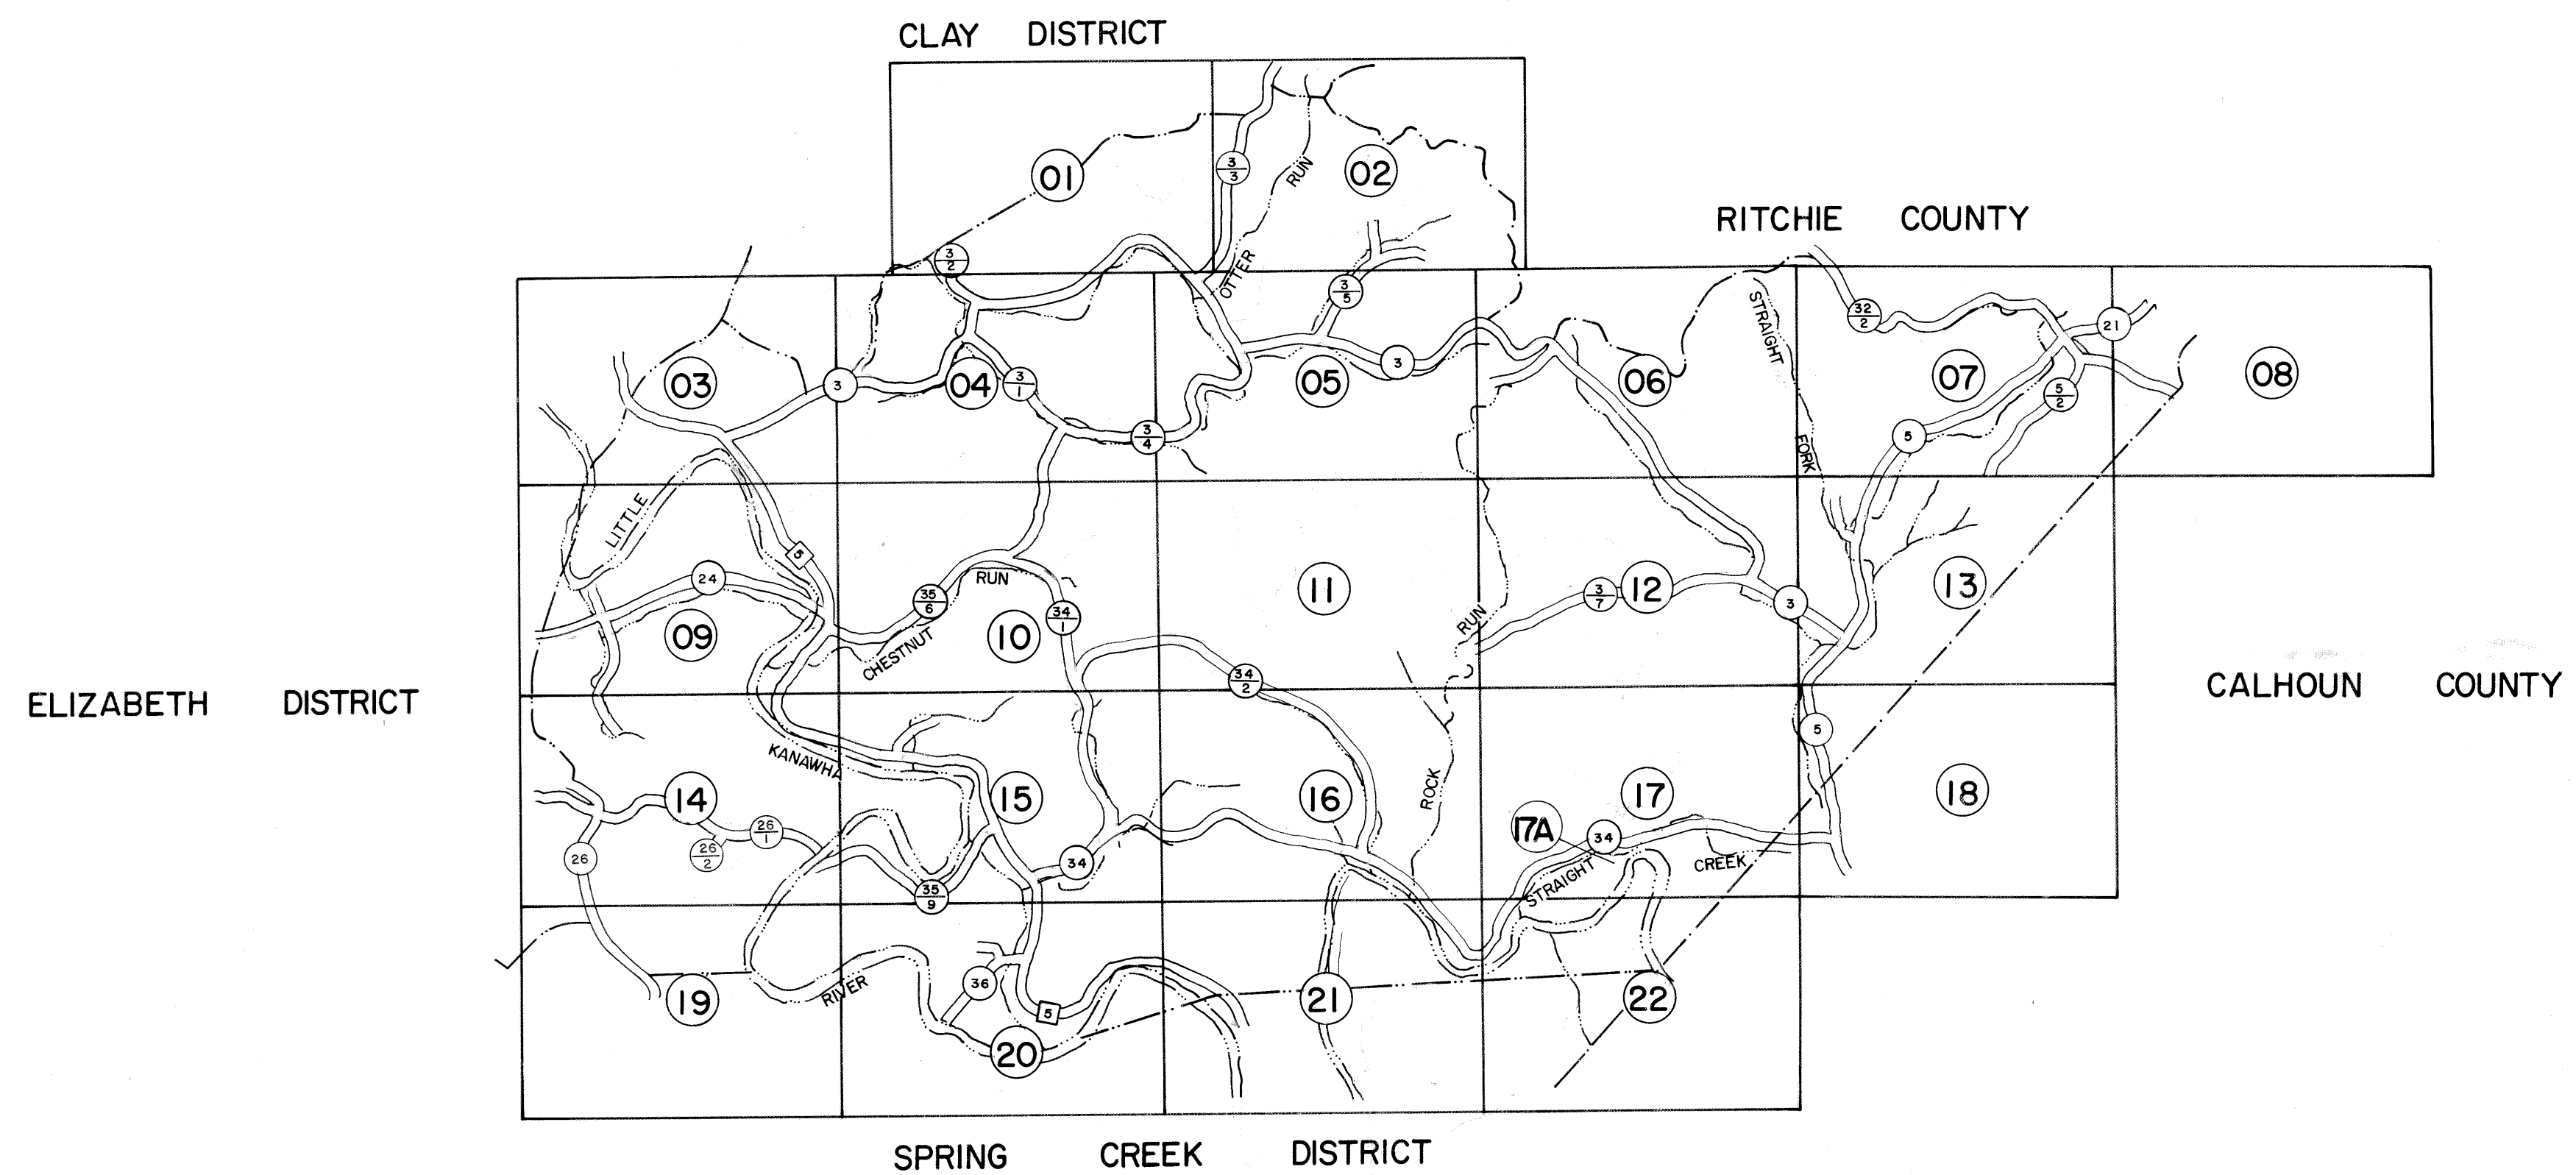 CLAY DISTRICT
01
3/3
RUN
02
RITCHIE COUNTY
3/2
OTTER
3/5
STRAIGHT
32/2
21
03
3
04
3/1
05
3
06
07
5/2
08
3/4
FORK
5
LITTLE
5
24
RUN
35/6
34/1
11
3/7
12
3
13
09
CHESTNUT
10
RUN
34/2
ELIZABETH DISTRICT
CALHOUN COUNTY
KANAWHA
5
14
15
16
ROCK
17
18
26/1
26/2
26
17A
34
34
STRAIGHT
CREEK
35/9
36
RIVER
19
5
20
21
22
SPRING CREEK DISTRICT